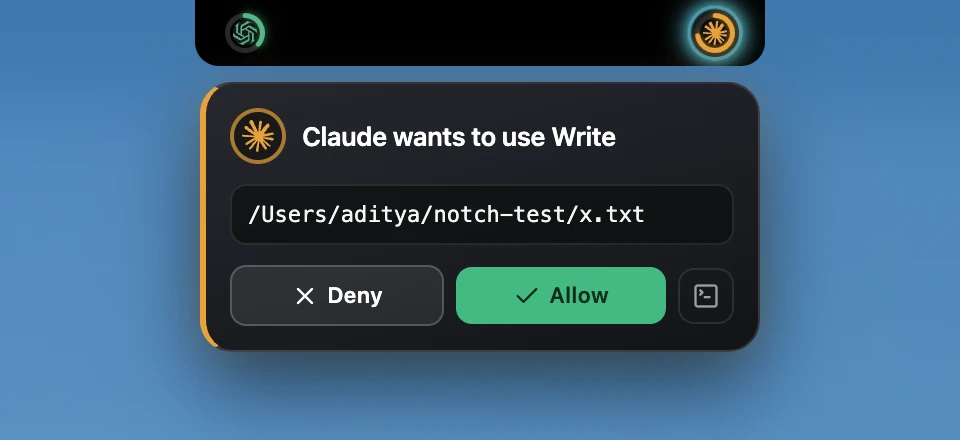 Claude wants to use Write
/Users/aditya/notch-test/x.txt
Deny
Allow